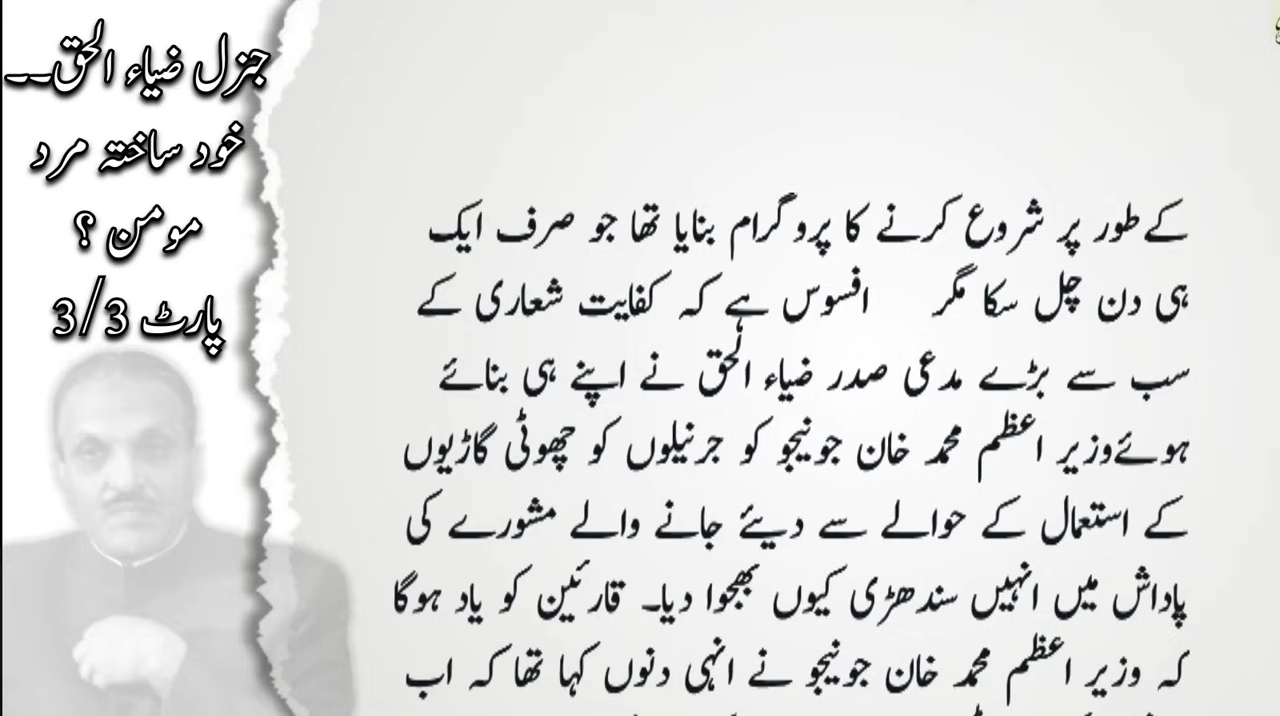 جنرل ضیاء الحق۔۔
خود ساختہ مرد
مومن ؟
پارٹ 3/3
کے طور پر شروع کرنے کا پروگرام بنایا تھا جو صرف ایک
ہی دن چل سکا مگر افسوس ہے کہ کفایت شعاری کے
سب سے بڑے مدعی صدر ضیاء الحق نے اپنے ہی بنائے
ہوئے وزیر اعظم محمد خان جونیجو کو جرنیلوں کو چھوٹی گاڑیوں
کے استعمال کے حوالے سے دیئے جانے والے مشورے کی
پاداش میں انہیں سندھڑی کیوں بھجوا دیا۔ قارئین کو یاد ہوگا
کہ وزیر اعظم محمد خان جونیجو نے انہی دنوں کہا تھا کہ اب